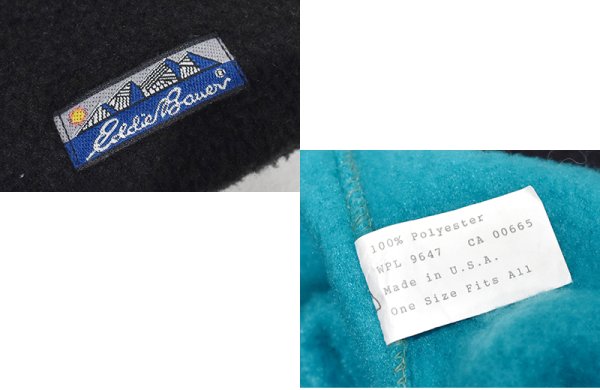 Eddie Bauer®
100% Polyester
WPL 9647 CA 00665
Made in U.S.A.
One Size Fits All